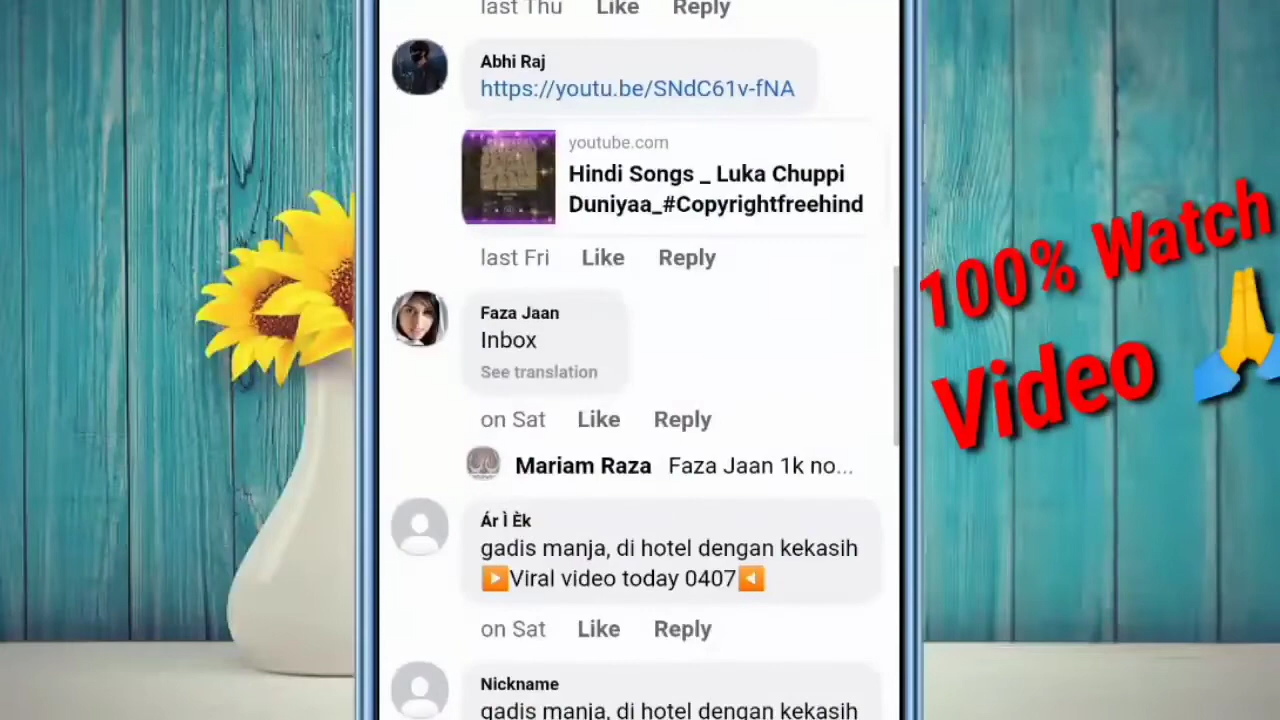 last Thu Like Reply
Abhi Raj
https://youtu.be/SNdC61v-fNA
youtube.com
Hindi Songs _ Luka Chuppi
Duniyaa_#Copyrightfreehind
last Fri Like Reply
Faza Jaan
Inbox
See translation
on Sat Like Reply
Mariam Raza Faza Jaan 1k no...
Ár Ì Èk
gadis manja, di hotel dengan kekasih
▶️Viral video today 0407◀️
on Sat Like Reply
Nickname
gadis manja, di hotel dengan kekasih
100% Watch
Video 🙏